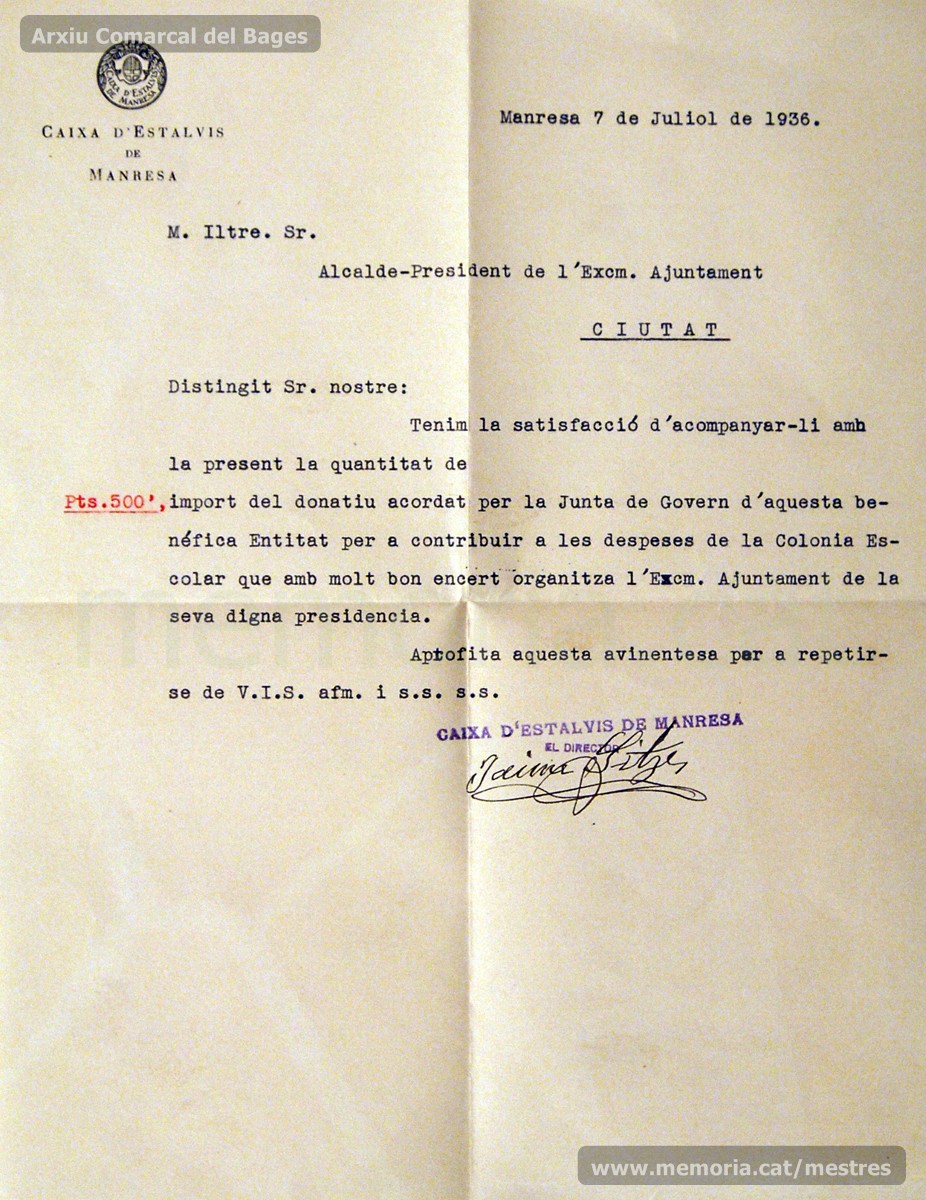 Arxiu Comarcal del Bages
CAIXA D'ESTALVIS DE MANRESA
CAIXA D'ESTALVIS
DE
MANRESA
Manresa 7 de Juliol de 1936.
M. Iltre. Sr.
Alcalde-President de l'Excm. Ajuntament
CIUTAT
Distingit Sr. nostre:
Tenim la satisfacció d'acompanyar-li amb
la present la quantitat de
Pts.500', import del donatiu acordat per la Junta de Govern d'aquesta be-
néfica Entitat per a contribuir a les despeses de la Colonia Es-
colar que amb molt bon encert organitza l'Excm. Ajuntament de la
seva digna presidencia.
Aprofita aquesta avinentesa per a repetir-
se de V.I.S. afm. i s.s. s.s.
CAIXA D'ESTALVIS DE MANRESA
EL DIRECTOR
www.memoria.cat/mestres